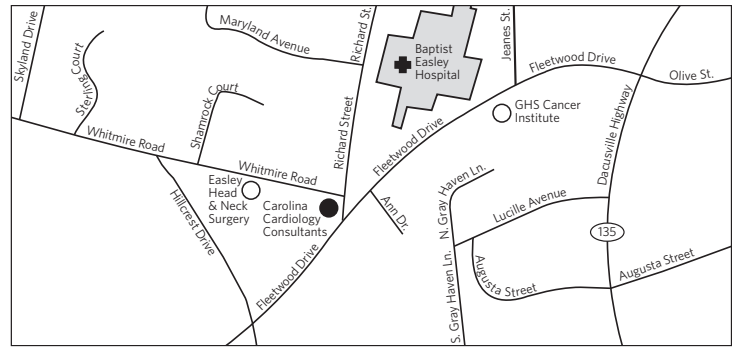 Skyland Drive
Sterling Court
Maryland Avenue
Richard St.
Baptist
Easley
Hospital
Jeanes St.
Fleetwood Drive
Olive St.
Shamrock Court
Whitmire Road
Richard Street
Fleetwood Drive
GHS Cancer
Institute
Dacusville Highway
Whitmire Road
Easley
Head
& Neck
Surgery
Carolina
Cardiology
Consultants
Hillcrest Drive
Ann Dr.
N. Gray Haven Ln.
Lucille Avenue
135
Fleetwood Drive
S. Gray Haven Ln.
Augusta Street
Augusta Street